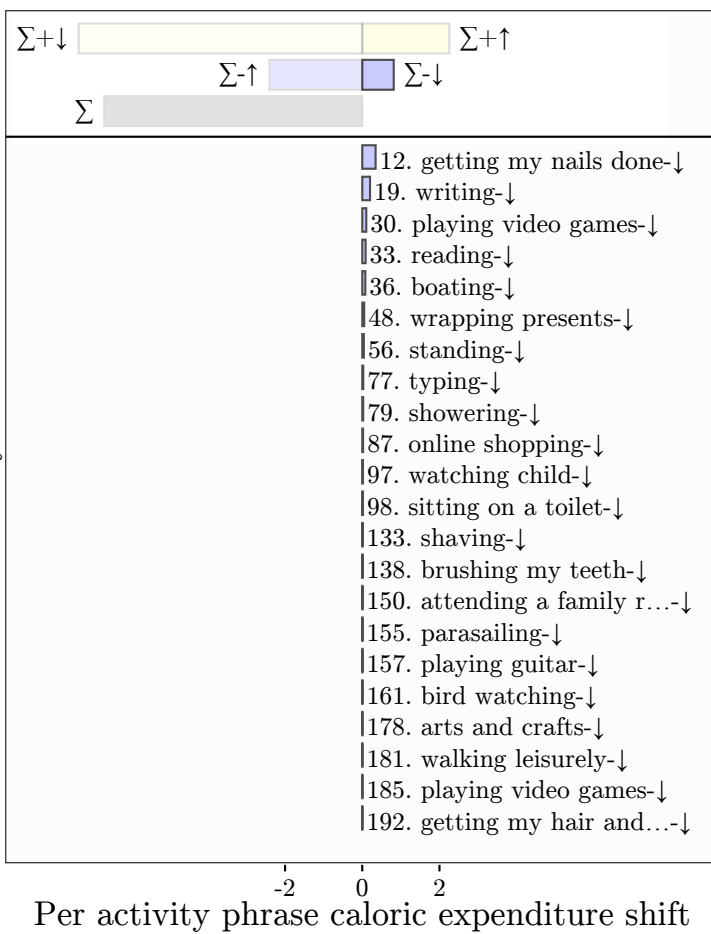 ∑+↓ ∑+↑
∑-↑ ∑-↓
∑
12. getting my nails done-↓
19. writing-↓
30. playing video games-↓
33. reading-↓
36. boating-↓
48. wrapping presents-↓
56. standing-↓
77. typing-↓
79. showering-↓
87. online shopping-↓
97. watching child-↓
98. sitting on a toilet-↓
133. shaving-↓
138. brushing my teeth-↓
150. attending a family r…-↓
155. parasailing-↓
157. playing guitar-↓
161. bird watching-↓
178. arts and crafts-↓
181. walking leisurely-↓
185. playing video games-↓
192. getting my hair and…-↓
-2 0 2
Per activity phrase caloric expenditure shift